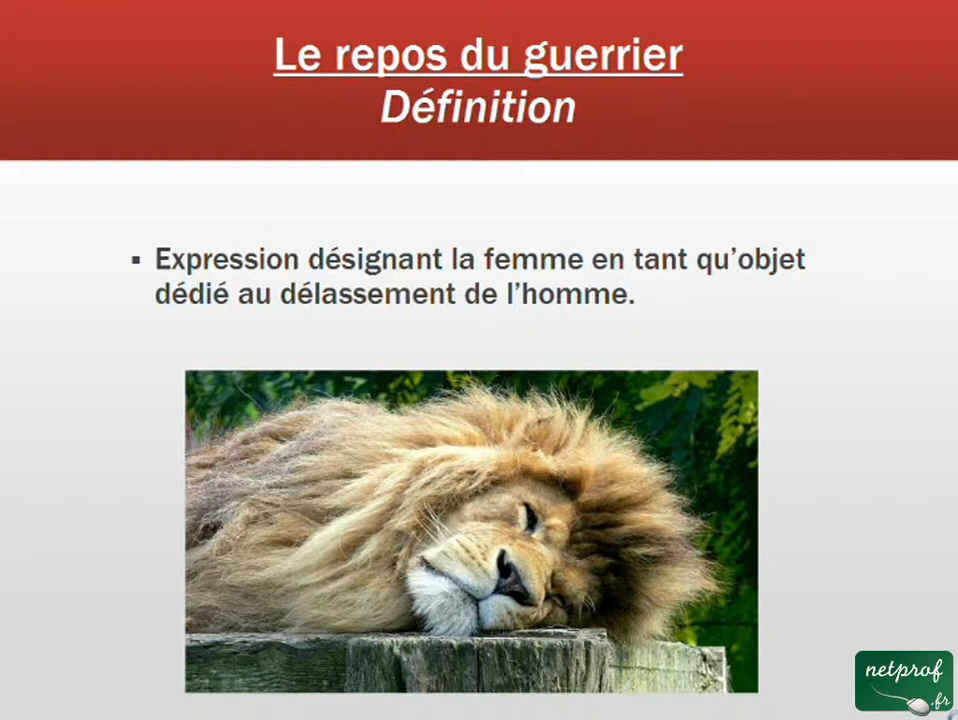 Le repos du guerrier
Définition
▪ Expression désignant la femme en tant qu’objet
dédié au délassement de l’homme.
netprof
.fr